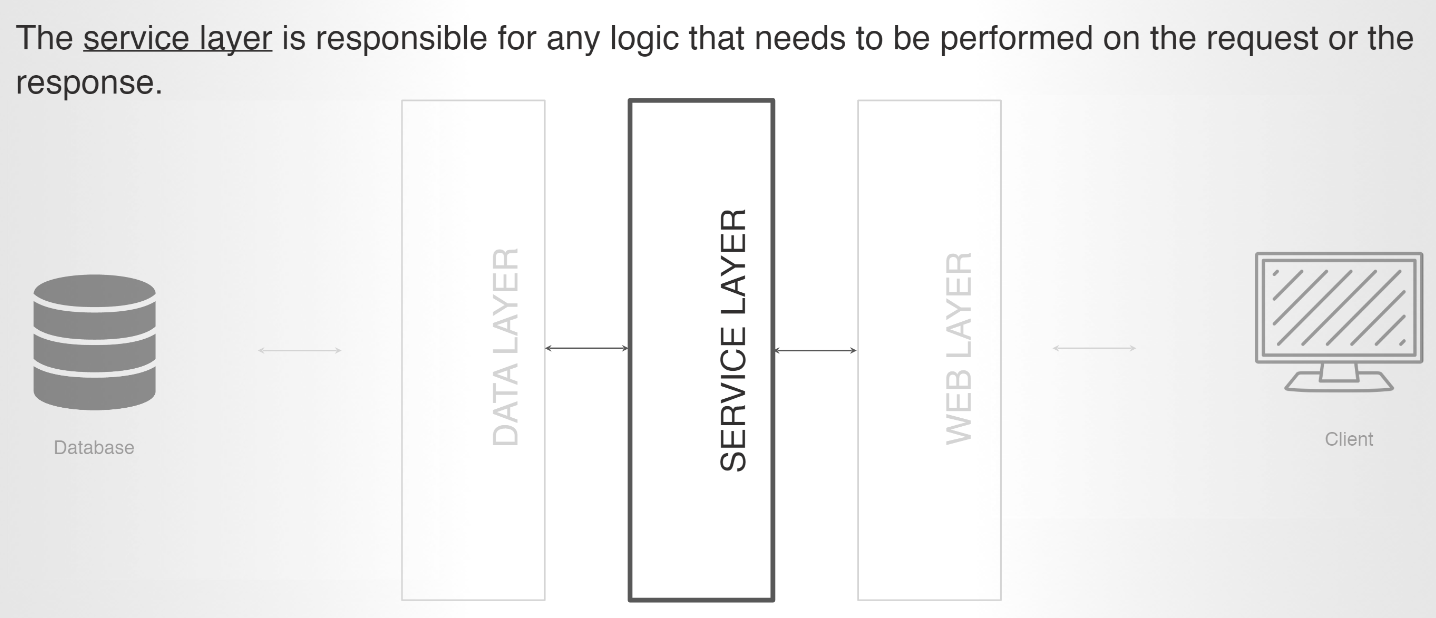 The service layer is responsible for any logic that needs to be performed on the request or the
response.
DATA LAYER
SERVICE LAYER
WEB LAYER
Database
Client